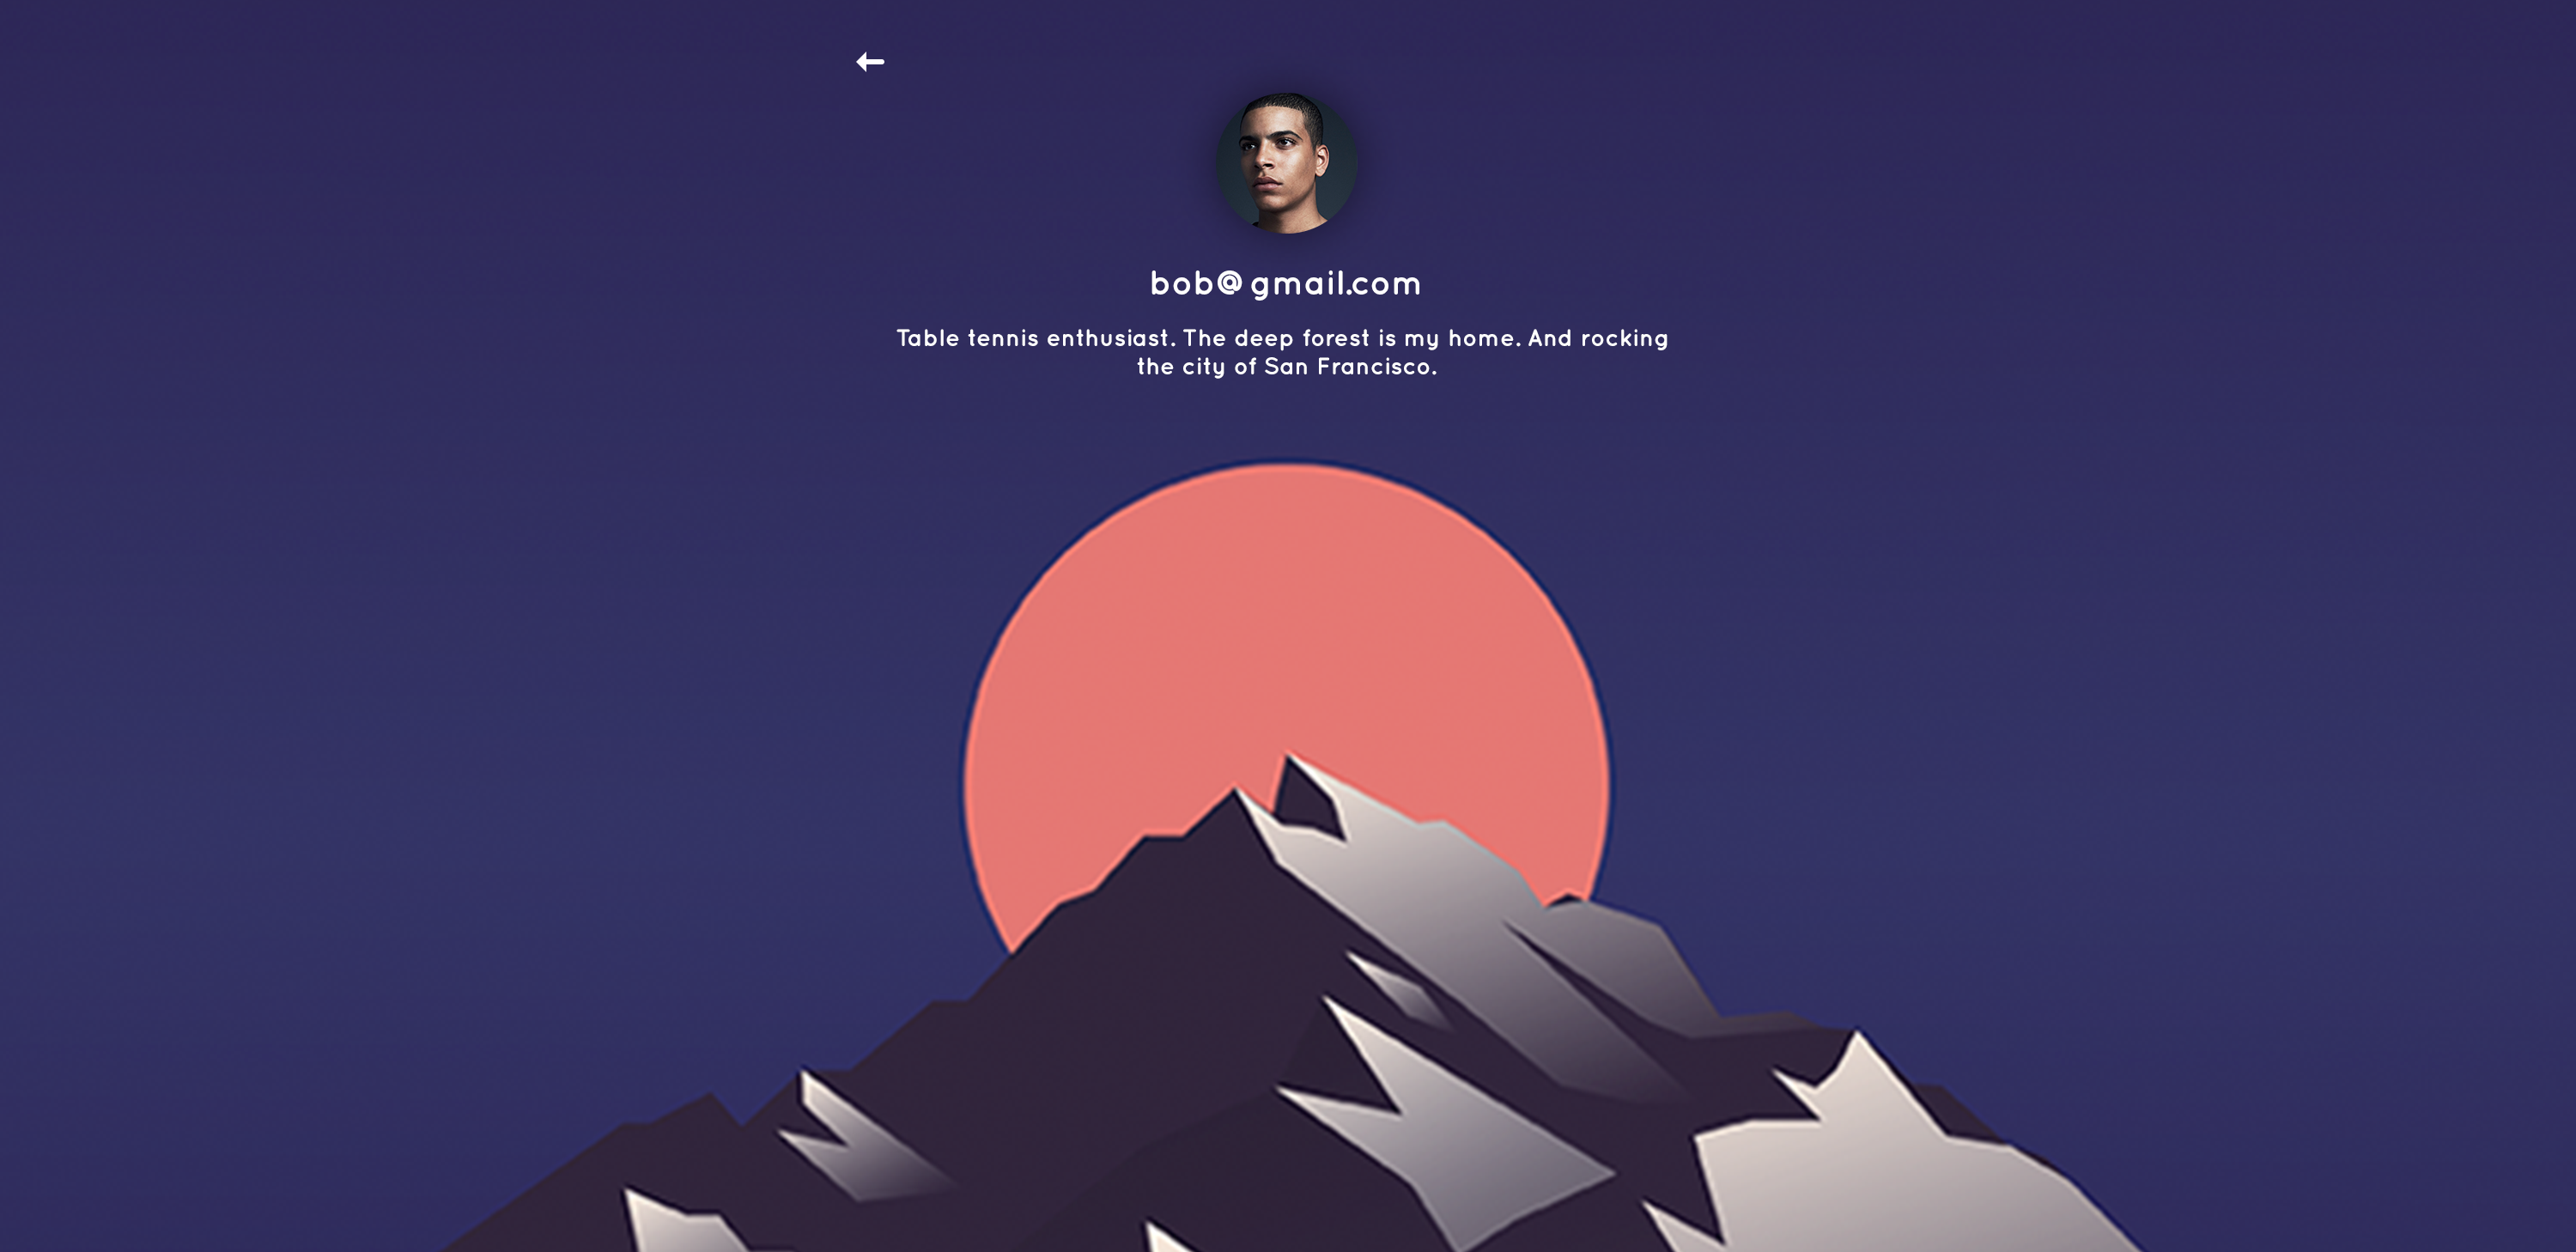 bob@gmail.com
Table tennis enthusiast. The deep forest is my home. And rocking
the city of San Francisco.